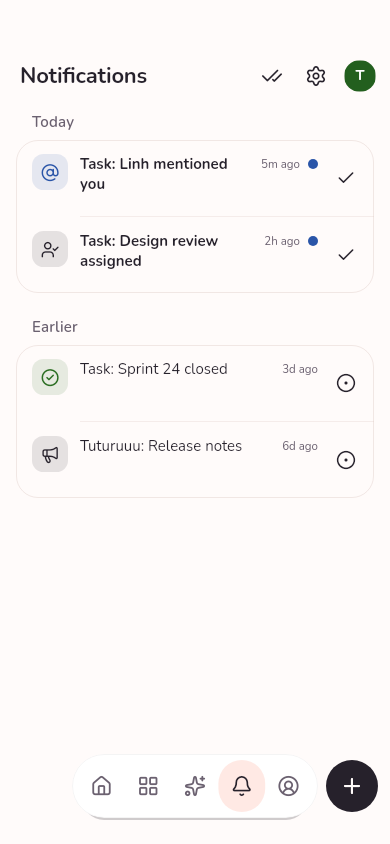 Notifications
T
Today
Task: Linh mentioned
you
5m ago
Task: Design review
assigned
2h ago
Earlier
Task: Sprint 24 closed
3d ago
Tuturuuu: Release notes
6d ago